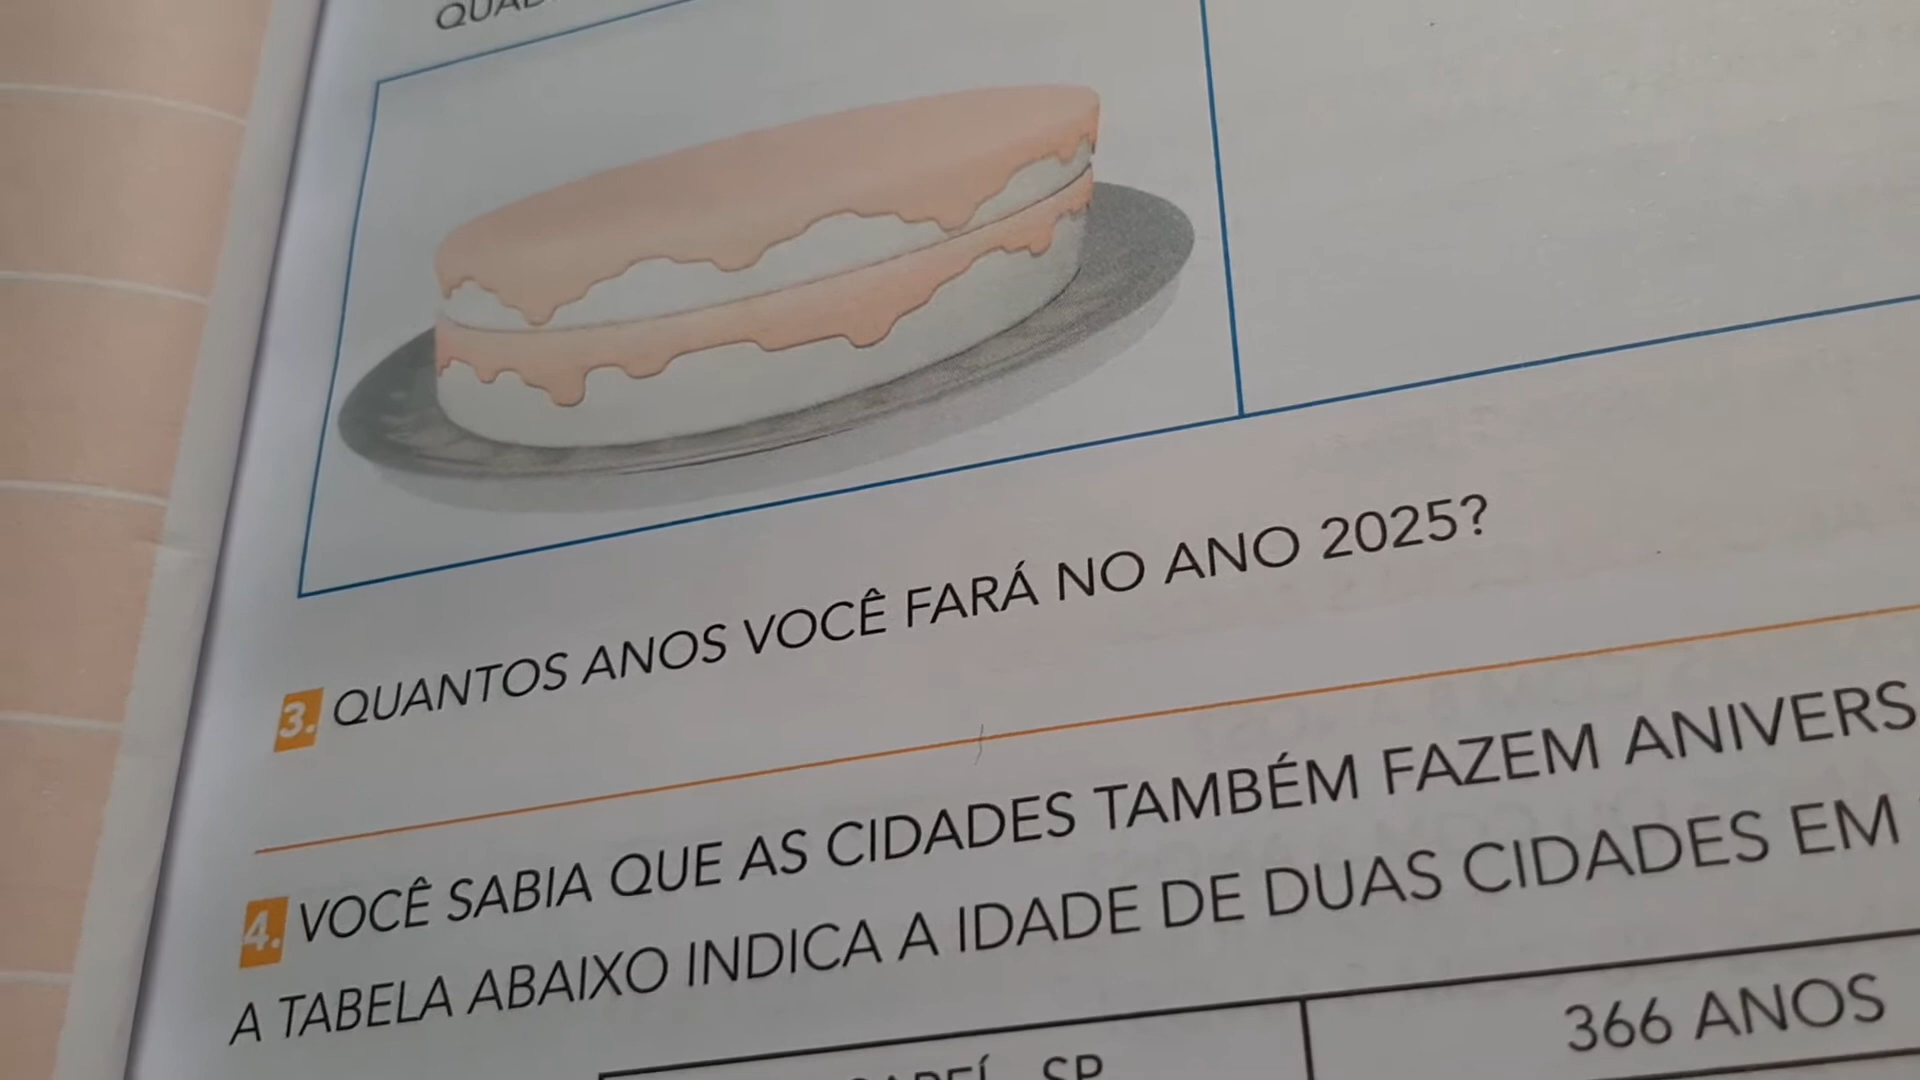 3. QUANTOS ANOS VOCÊ FARÁ NO ANO 2025?
4. VOCÊ SABIA QUE AS CIDADES TAMBÉM FAZEM ANIVERS
A TABELA ABAIXO INDICA A IDADE DE DUAS CIDADES EM
SP 366 ANOS